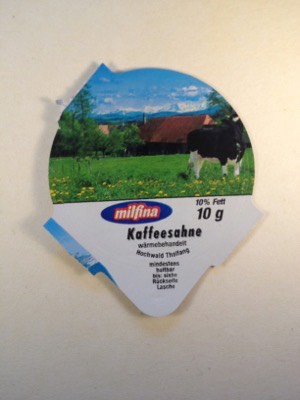 milfina
10% Fett
10 g
Kaffeesahne
wärmebehandelt
Hochwald Thalfang
mindestens
haltbar
bis: siehe
Rückseite
Lasche